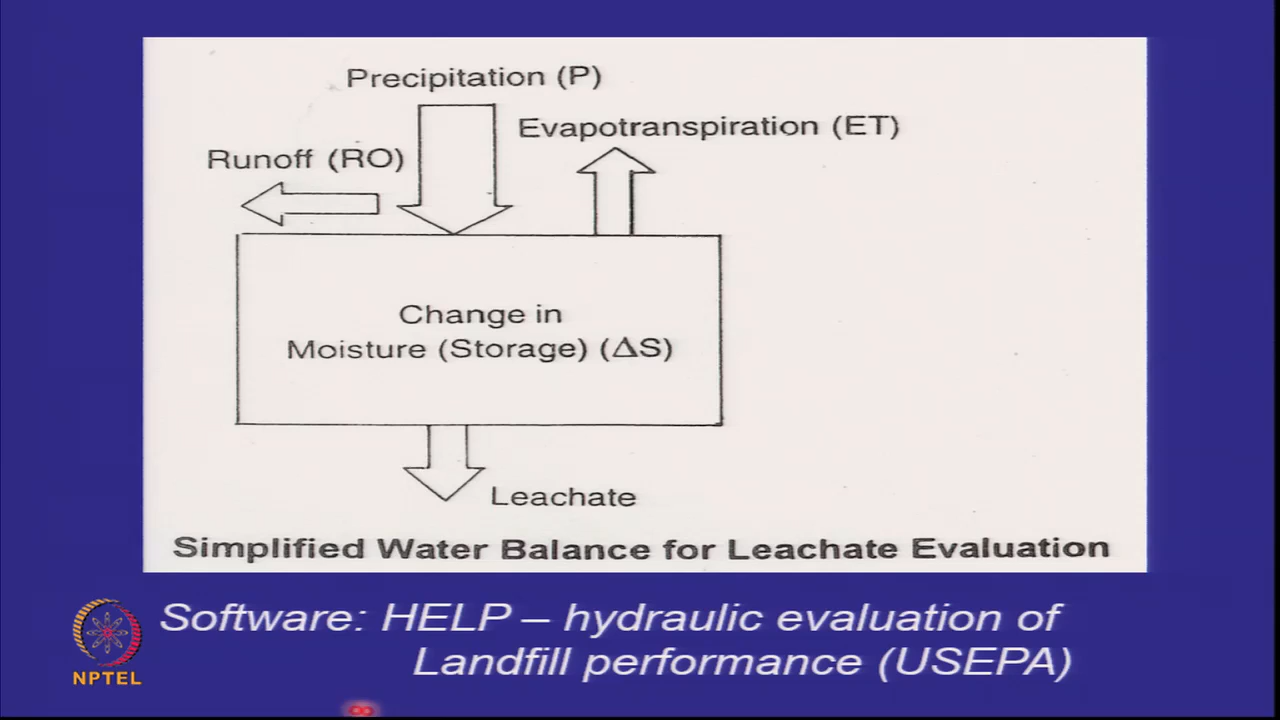 Precipitation (P)
Evapotranspiration (ET)
Runoff (RO)
Change in
Moisture (Storage) (ΔS)
Leachate
Simplified Water Balance for Leachate Evaluation
Software: HELP – hydraulic evaluation of
Landfill performance (USEPA)
NPTEL